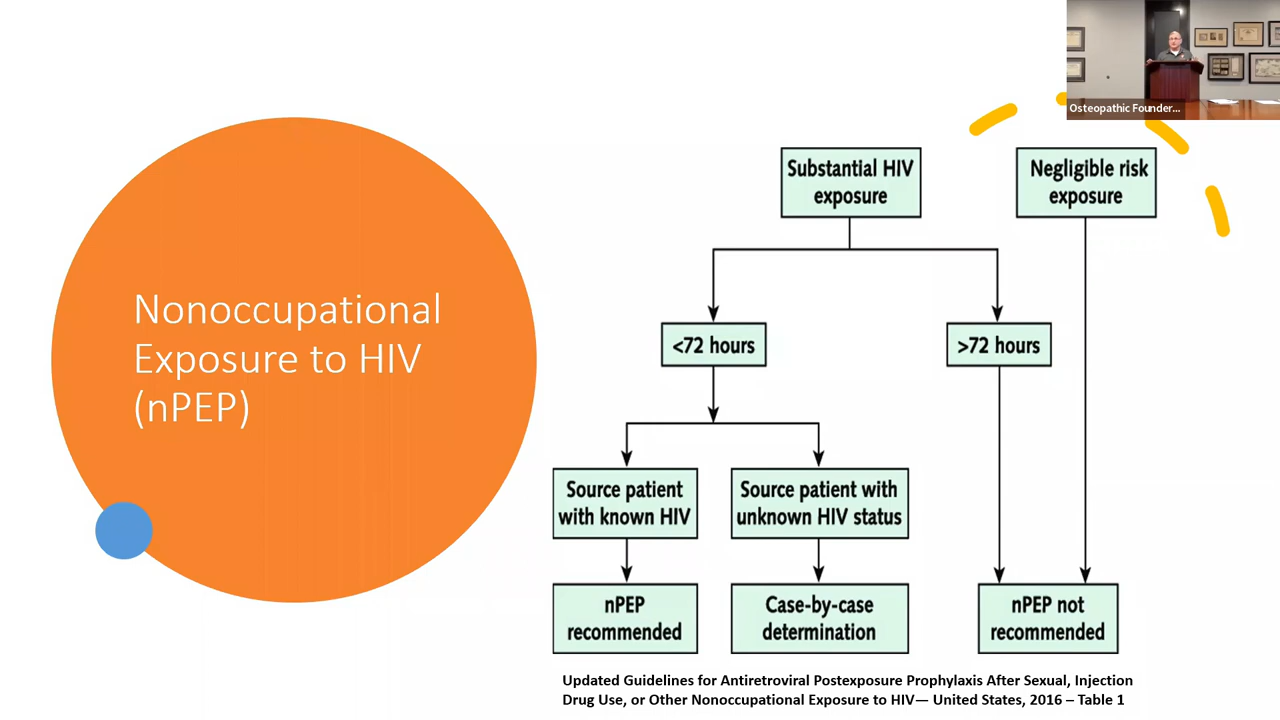 Osteopathic Founder...
Nonoccupational
Exposure to HIV
(nPEP)
Substantial HIV
exposure
Negligible risk
exposure
<72 hours
>72 hours
Source patient
with known HIV
Source patient with
unknown HIV status
nPEP
recommended
Case-by-case
determination
nPEP not
recommended
Updated Guidelines for Antiretroviral Postexposure Prophylaxis After Sexual, Injection
Drug Use, or Other Nonoccupational Exposure to HIV— United States, 2016 – Table 1